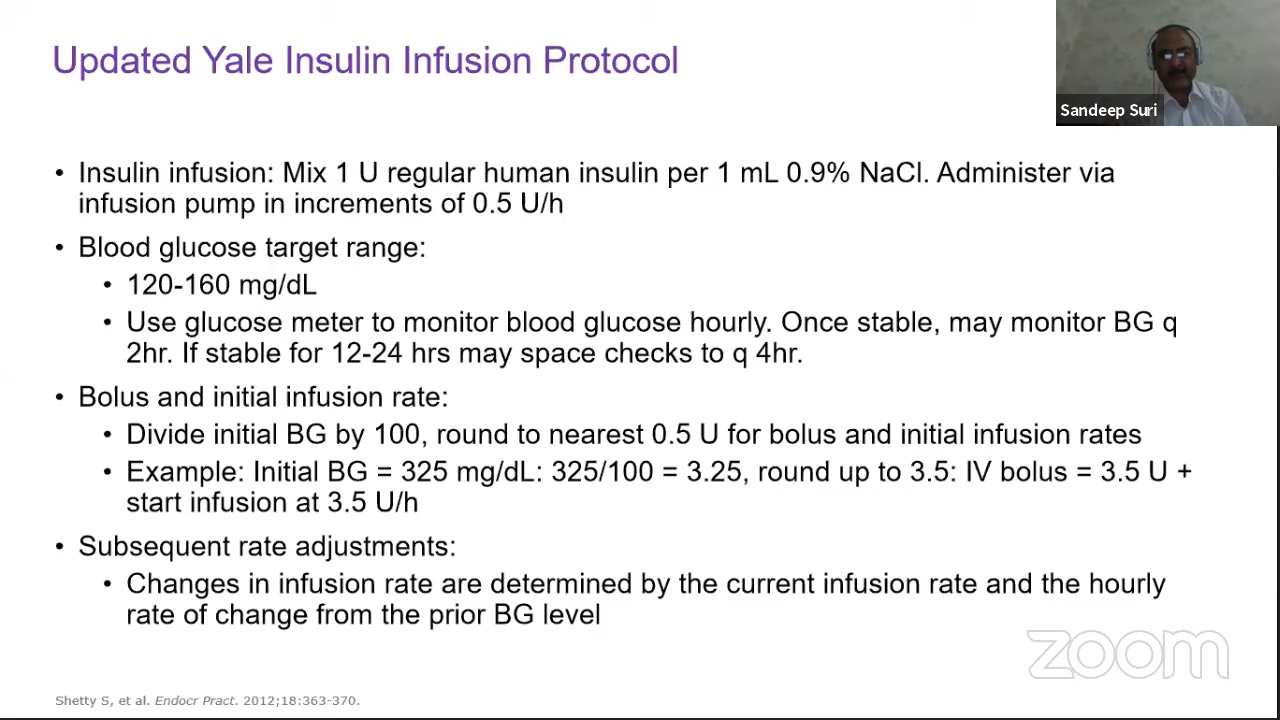 Updated Yale Insulin Infusion Protocol
Sandeep Suri
• Insulin infusion: Mix 1 U regular human insulin per 1 mL 0.9% NaCl. Administer via
infusion pump in increments of 0.5 U/h
• Blood glucose target range:
• 120-160 mg/dL
• Use glucose meter to monitor blood glucose hourly. Once stable, may monitor BG q
2hr. If stable for 12-24 hrs may space checks to q 4hr.
• Bolus and initial infusion rate:
• Divide initial BG by 100, round to nearest 0.5 U for bolus and initial infusion rates
• Example: Initial BG = 325 mg/dL: 325/100 = 3.25, round up to 3.5: IV bolus = 3.5 U +
start infusion at 3.5 U/h
• Subsequent rate adjustments:
• Changes in infusion rate are determined by the current infusion rate and the hourly
rate of change from the prior BG level
zoom
Shetty S, et al. Endocr Pract. 2012;18:363-370.